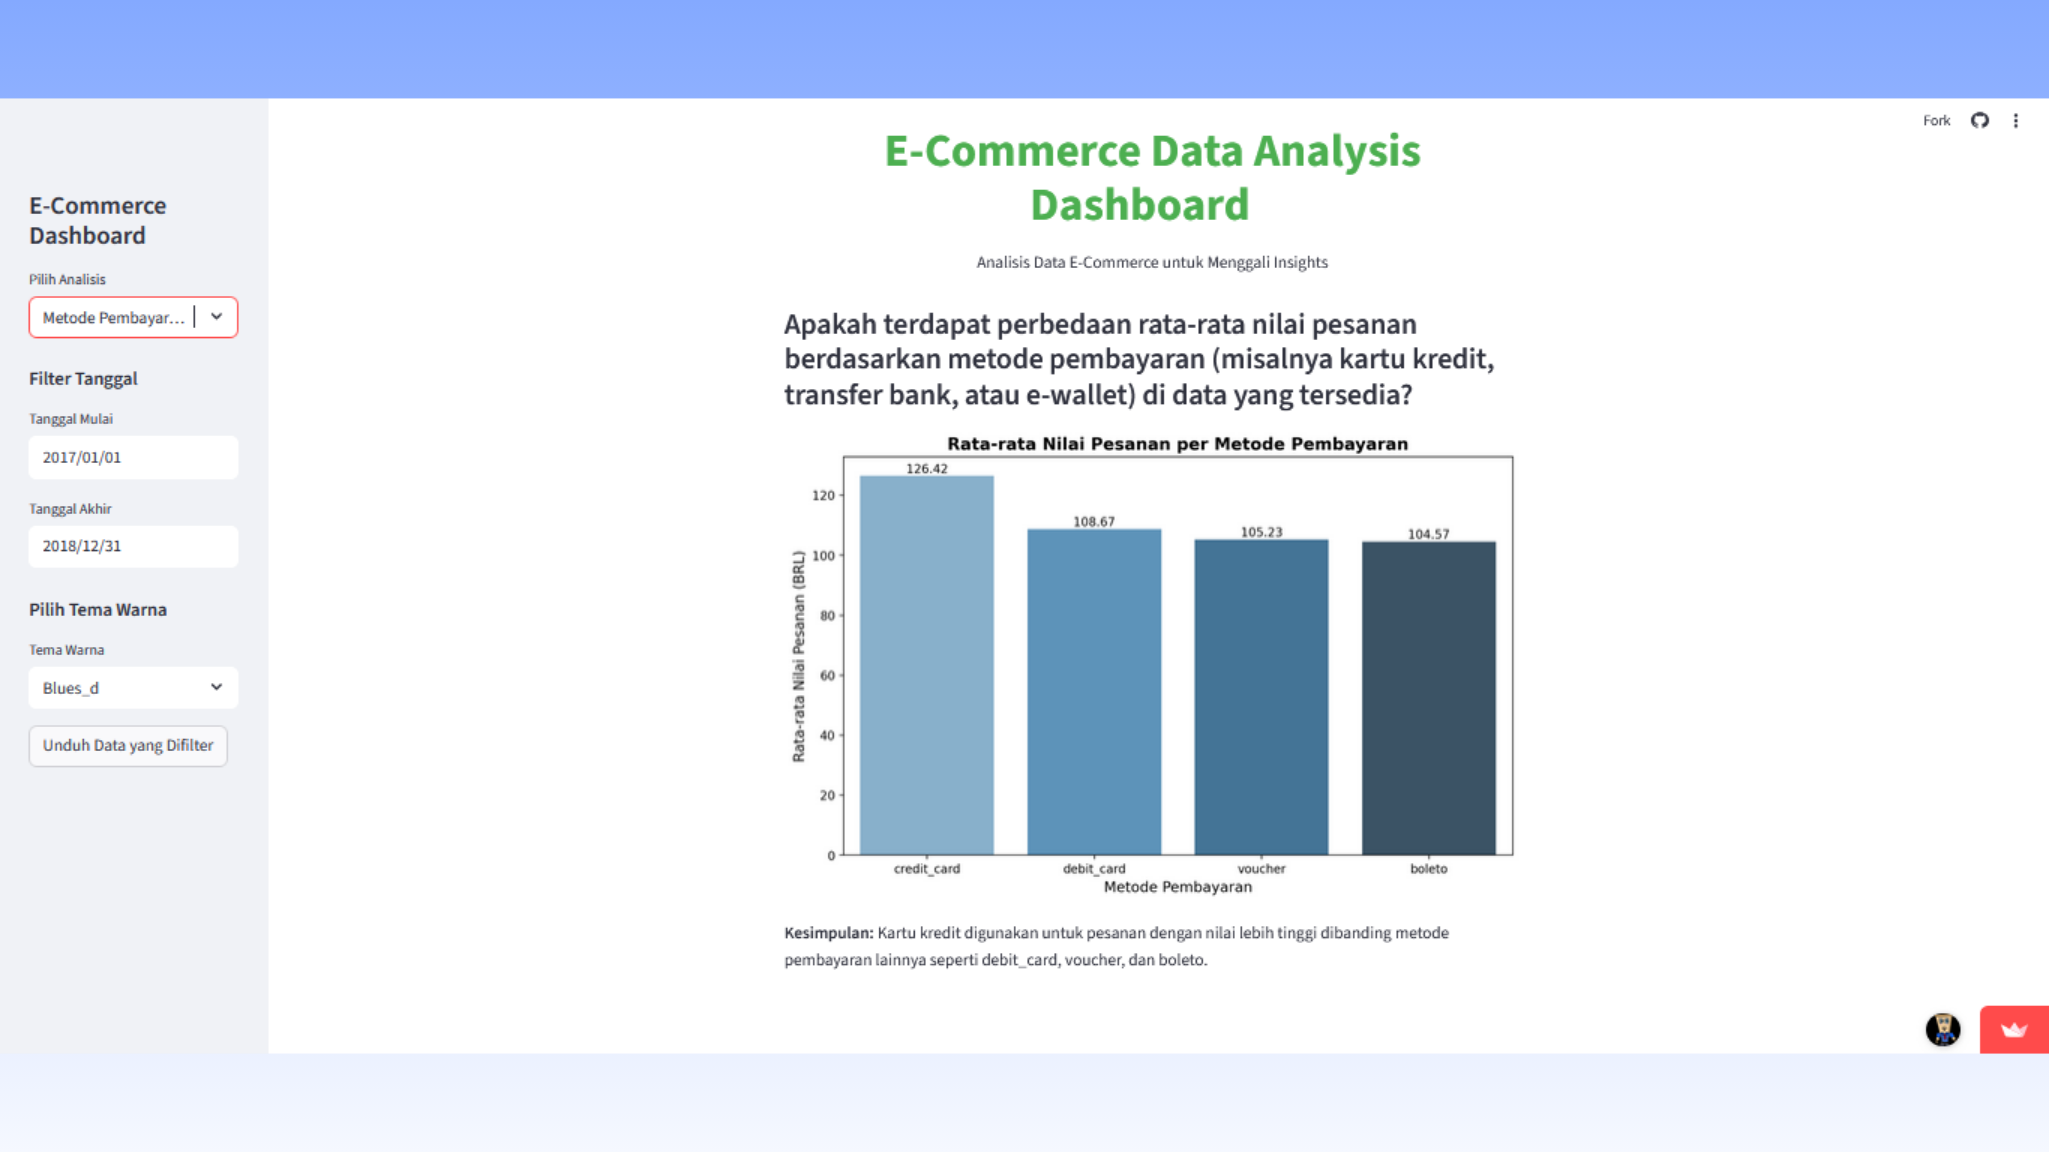 Fork
E-Commerce
Dashboard
Pilih Analisis
Metode Pembayar...
Filter Tanggal
Tanggal Mulai
2017/01/01
Tanggal Akhir
2018/12/31
Pilih Tema Warna
Tema Warna
Blues_d
Unduh Data yang Difilter
E-Commerce Data Analysis
Dashboard
Analisis Data E-Commerce untuk Menggali Insights
Apakah terdapat perbedaan rata-rata nilai pesanan
berdasarkan metode pembayaran (misalnya kartu kredit,
transfer bank, atau e-wallet) di data yang tersedia?
Rata-rata Nilai Pesanan per Metode Pembayaran
126.42
108.67
105.23
104.57
120
100
80
60
40
20
0
Rata-rata Nilai Pesanan (BRL)
credit_card debit_card voucher boleto
Metode Pembayaran
Kesimpulan: Kartu kredit digunakan untuk pesanan dengan nilai lebih tinggi dibanding metode
pembayaran lainnya seperti debit_card, voucher, dan boleto.